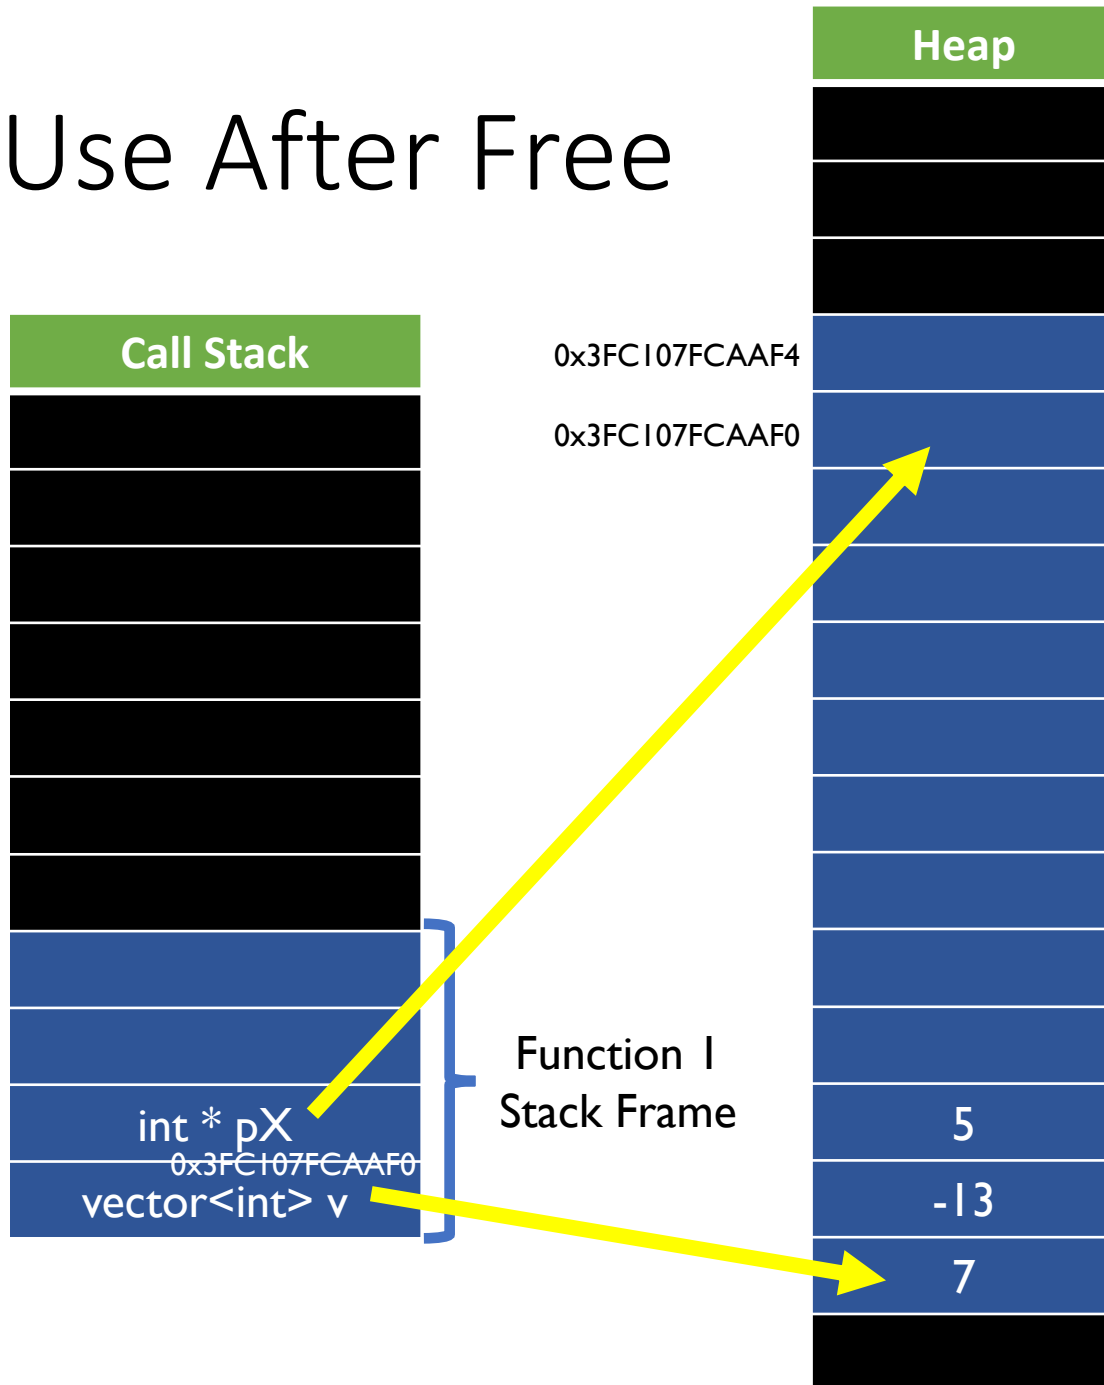 Use After Free
Heap
Call Stack
0x3FC107FCAAF4
0x3FC107FCAAF0
Function 1
Stack Frame
int * pX
0x3FC107FCAAF0
vector<int> v
5
-13
7